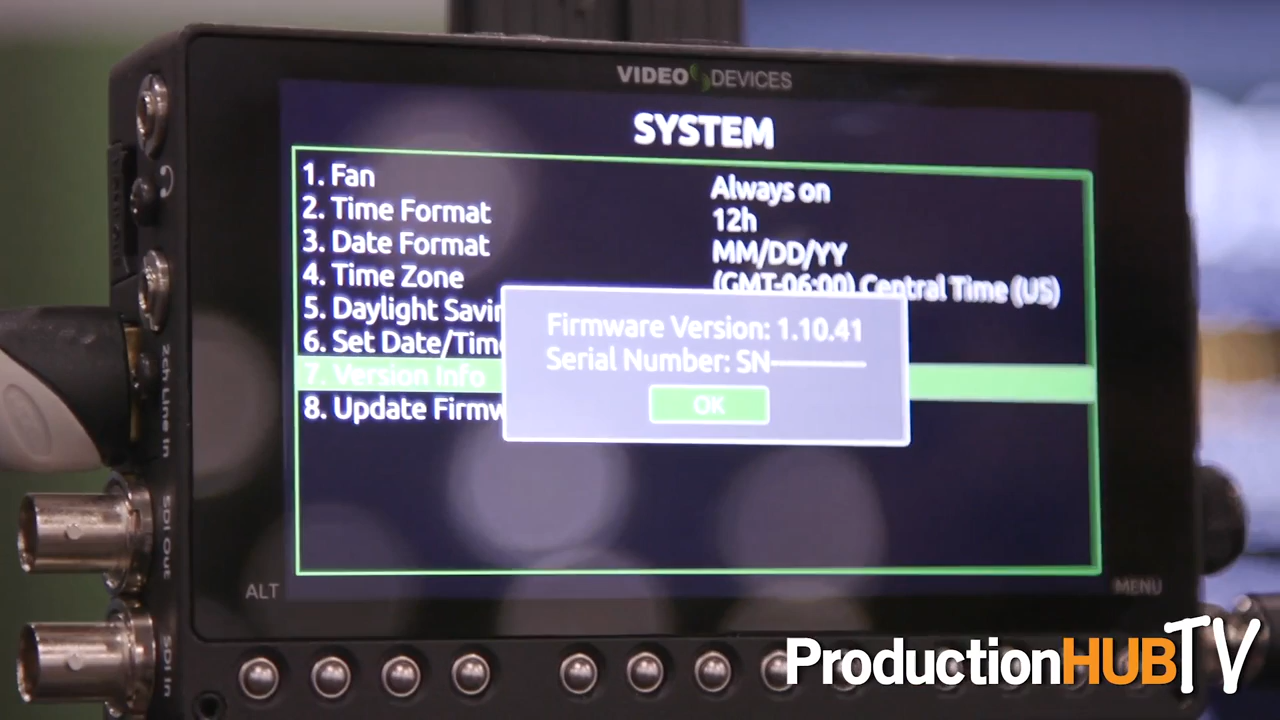 VIDEO DEVICES
SYSTEM
1. Fan Always on
2. Time Format 12h
3. Date Format MM/DD/YY
4. Time Zone (GMT-06:00) Central Time (US)
5. Daylight Savin
6. Set Date/Time
7. Version Info
8. Update Firmw
Firmware Version: 1.10.41
Serial Number: SN----------
OK
ALT
MENU
2ch Line In
SDI Out
SDI In
ProductionHUBTV